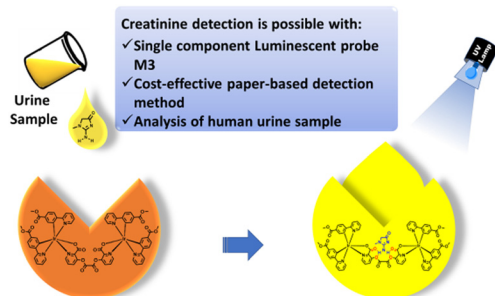 Creatinine detection is possible with:
✓Single component Luminescent probe
M3
✓Cost-effective paper-based detection
method
✓Analysis of human urine sample
Urine
Sample
UV
Lamp